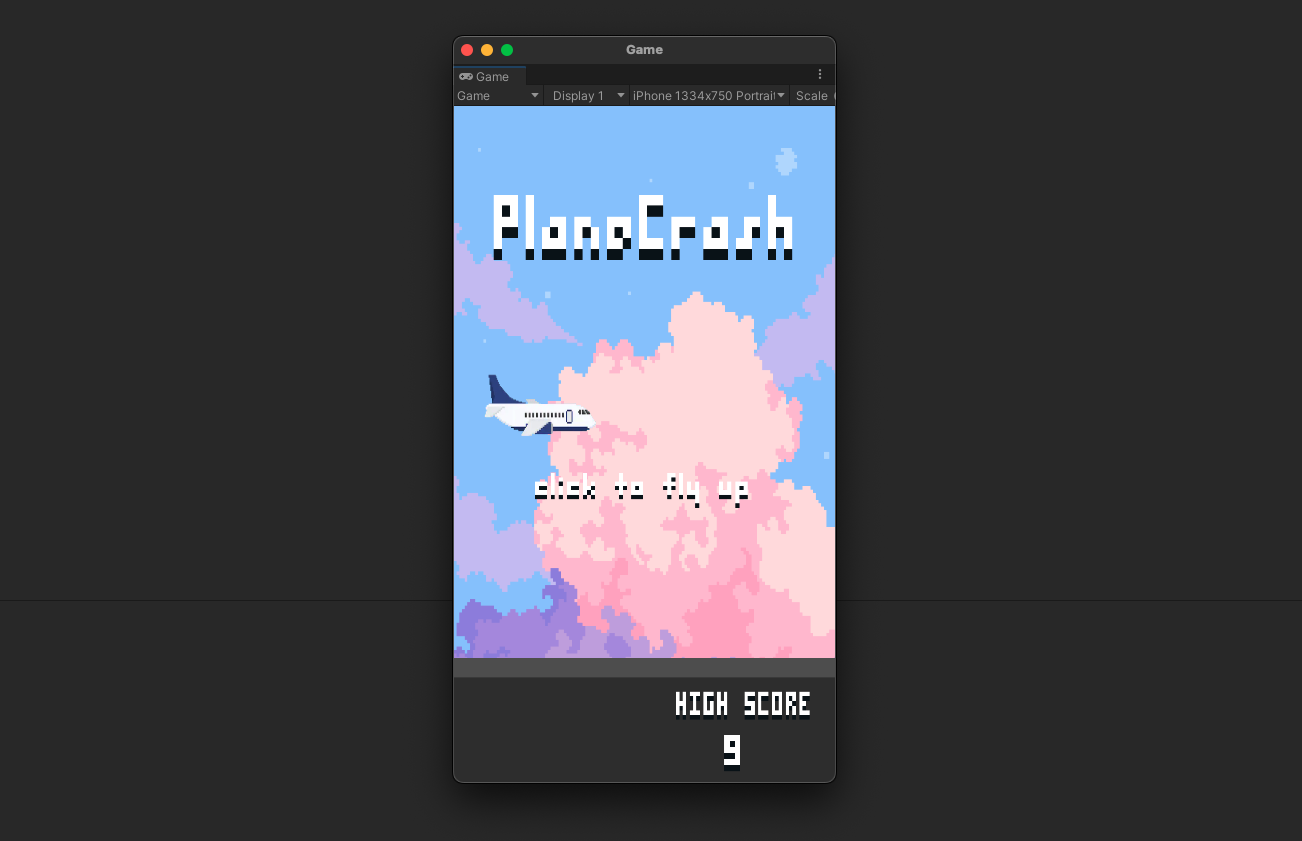 Game
Game
Game Display 1 iPhone 1334x750 Portrait Scale
PlaneCrash
click to fly up
HIGH SCORE
9